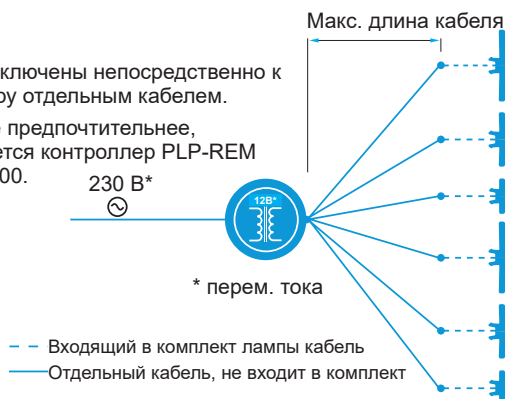 Макс. длина кабеля
ключены непосредственно к
ру отдельным кабелем.
предпочтительнее,
ется контроллер PLP-REM
00.
230 В*
12В*
* перем. тока
Входящий в комплект лампы кабель
Отдельный кабель, не входит в комплект